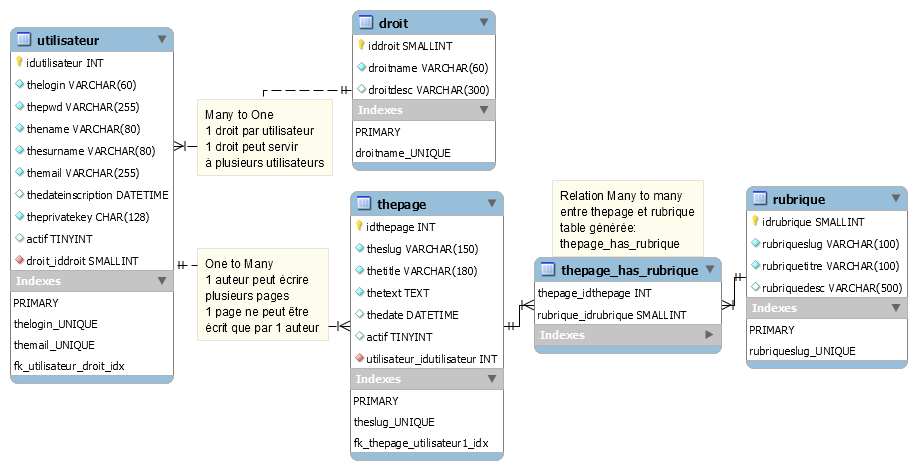 utilisateur
idutilisateur INT
thelogin VARCHAR(60)
thepwd VARCHAR(255)
thename VARCHAR(80)
thesurname VARCHAR(80)
themail VARCHAR(255)
thedateinscription DATETIME
theprivatekey CHAR(128)
actif TINYINT
droit_iddroit SMALLINT
Indexes
PRIMARY
thelogin_UNIQUE
themail_UNIQUE
fk_utilisateur_droit_idx
Many to One
1 droit par utilisateur
1 droit peut servir
à plusieurs utilisateurs
droit
iddroit SMALLINT
droitname VARCHAR(60)
droitdesc VARCHAR(300)
Indexes
PRIMARY
droitname_UNIQUE
One to Many
1 auteur peut écrire
plusieurs pages
1 page ne peut être
écrit que par 1 auteur
thepage
idthepage INT
theslug VARCHAR(150)
thetitle VARCHAR(180)
thetext TEXT
thedate DATETIME
actif TINYINT
utilisateur_idutilisateur INT
Indexes
PRIMARY
theslug_UNIQUE
fk_thepage_utilisateur1_idx
Relation Many to many
entre thepage et rubrique
table générée:
thepage_has_rubrique
thepage_has_rubrique
thepage_idthepage INT
rubrique_idrubrique SMALLINT
Indexes
rubrique
idrubrique SMALLINT
rubriqueslug VARCHAR(100)
rubriquetitre VARCHAR(100)
rubriquedesc VARCHAR(500)
Indexes
PRIMARY
rubriqueslug_UNIQUE